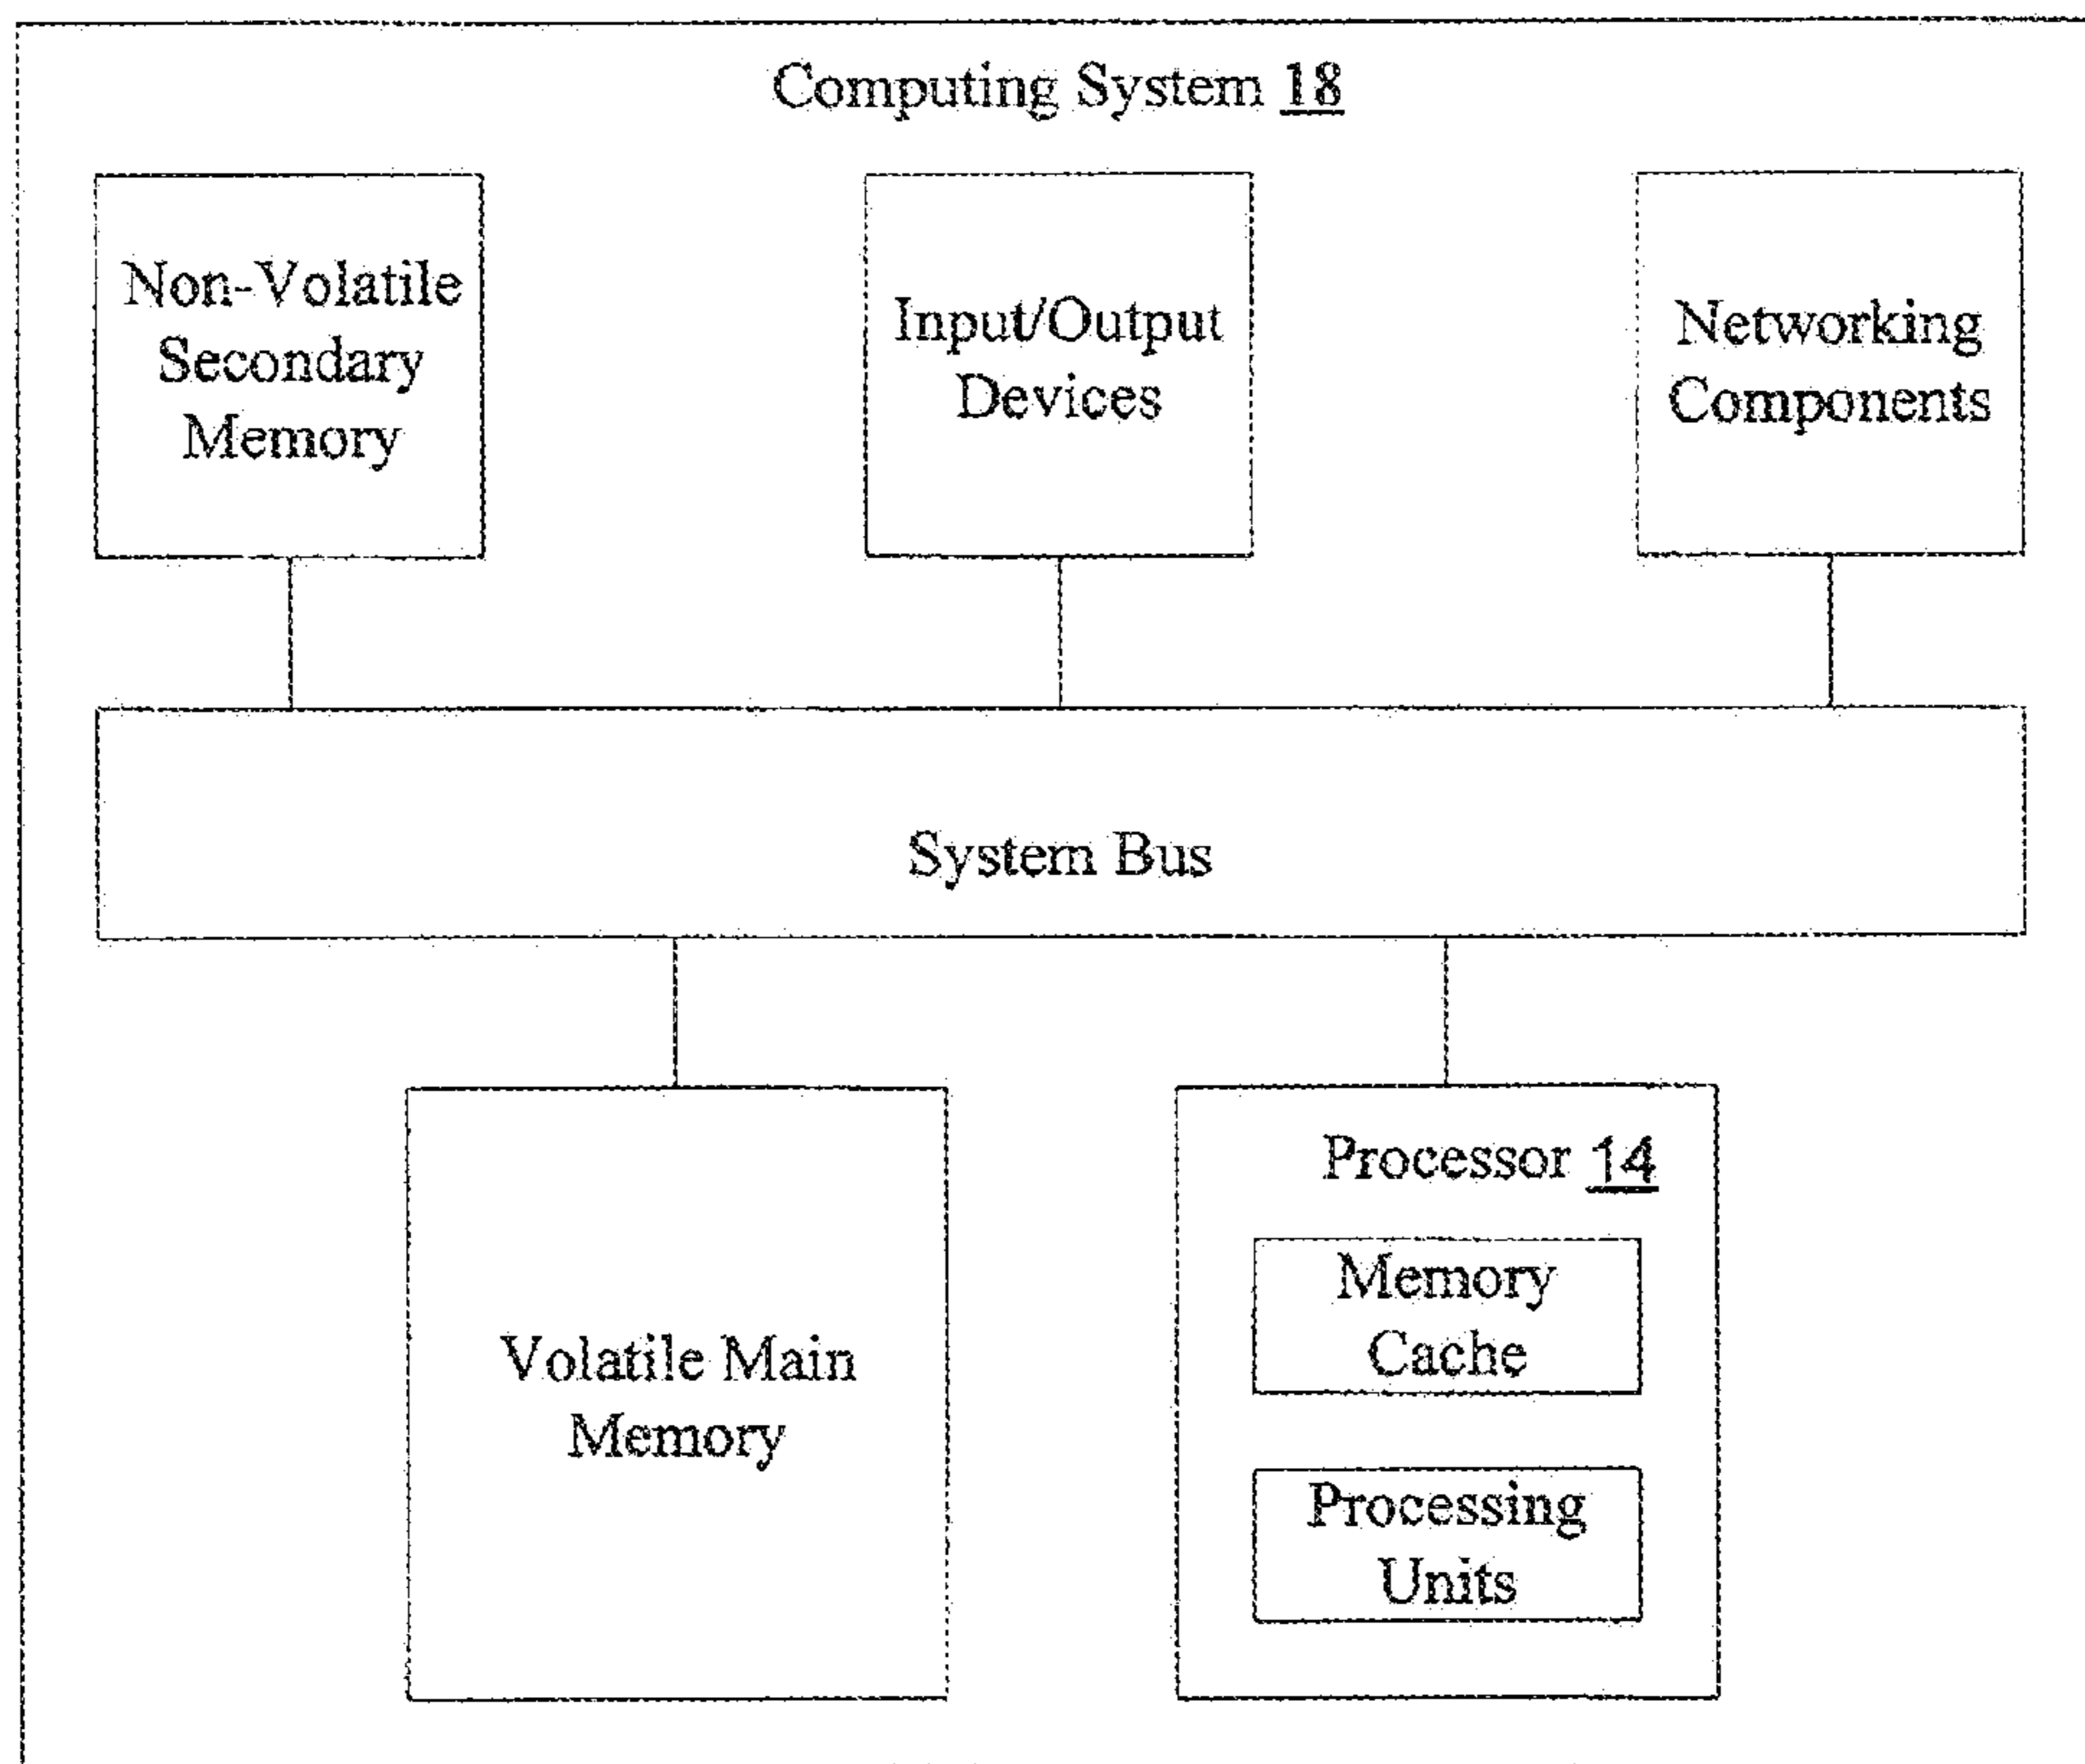 Computing System 18
Non-Volatile
Secondary
Memory
Input/Output
Devices
Networking
Components
System Bus
Volatile Main
Memory
Processor 14
Memory
Cache
Processing
Units